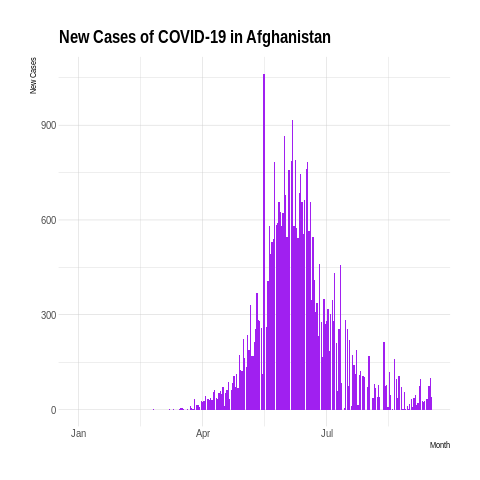 New Cases of COVID-19 in Afghanistan
New Cases
900
600
300
0
Jan Apr Jul
Month